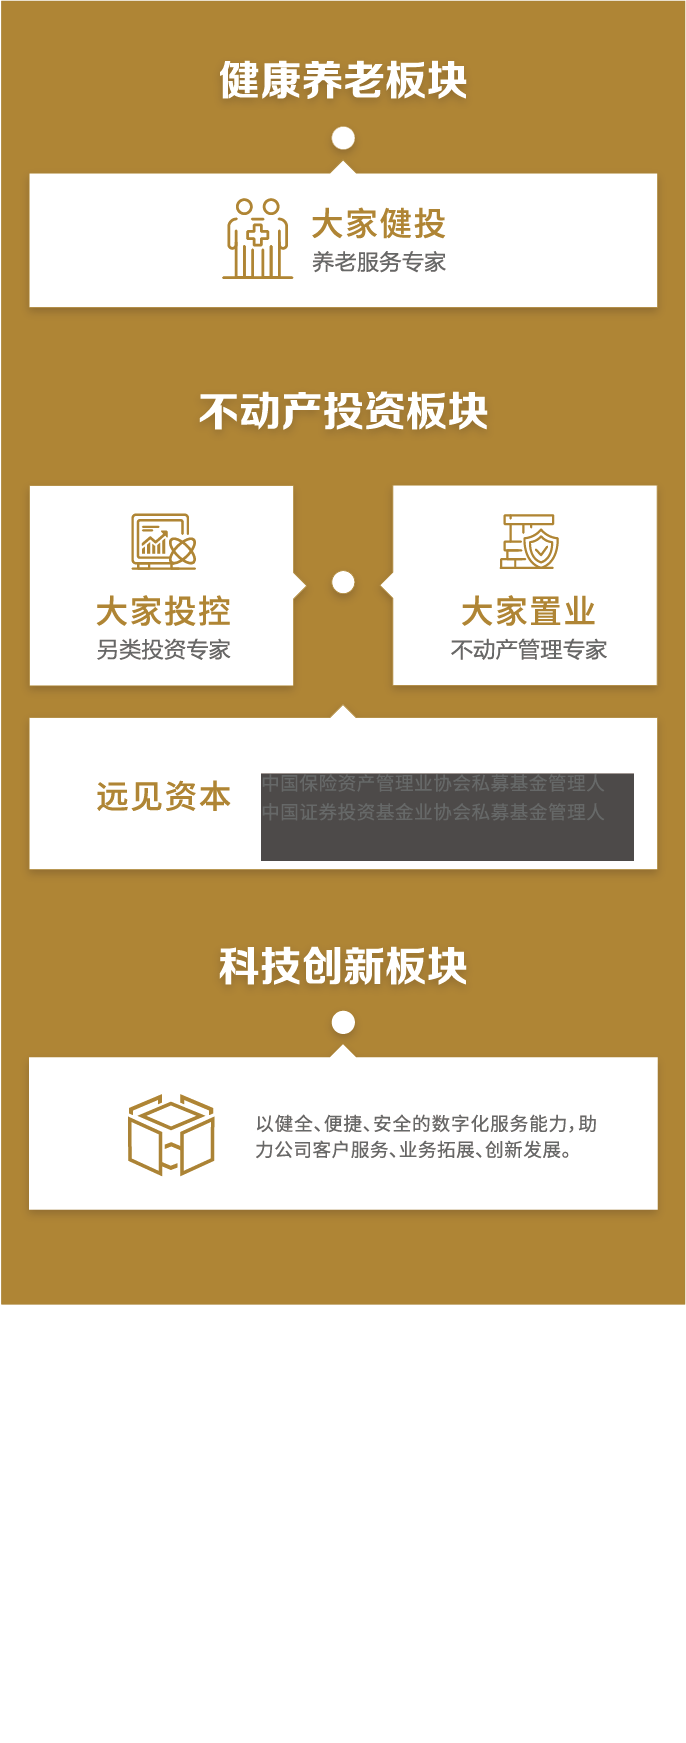 健康养老板块
大家健投
养老服务专家
不动产投资板块
大家投控
另类投资专家
大家置业
不动产管理专家
远见资本
中国保险资产管理业协会私募基金管理人
中国证券投资基金业协会私募基金管理人
科技创新板块
以健全、便捷、安全的数字化服务能力，助
力公司客户服务、业务拓展、创新发展。